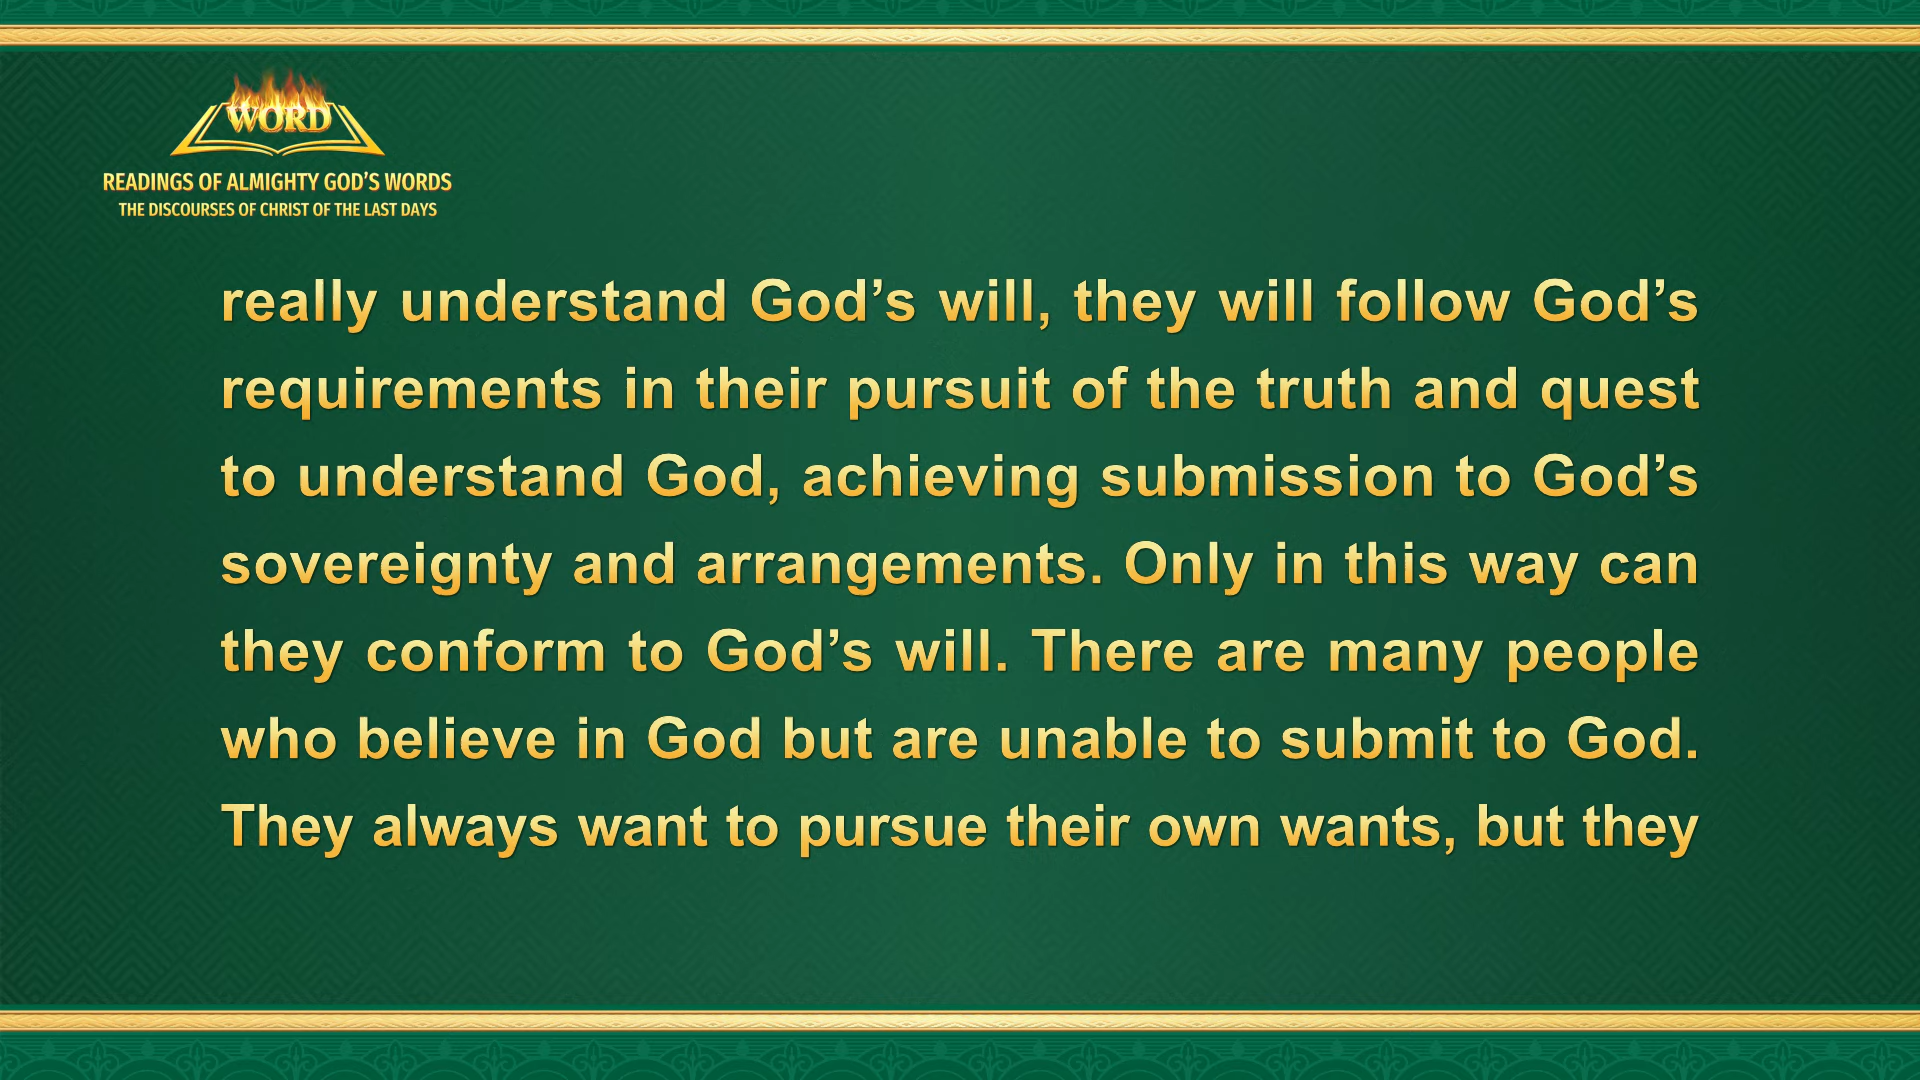 WORD
READINGS OF ALMIGHTY GOD’S WORDS
THE DISCOURSES OF CHRIST OF THE LAST DAYS
really understand God’s will, they will follow God’s
requirements in their pursuit of the truth and quest
to understand God, achieving submission to God’s
sovereignty and arrangements. Only in this way can
they conform to God’s will. There are many people
who believe in God but are unable to submit to God.
They always want to pursue their own wants, but they